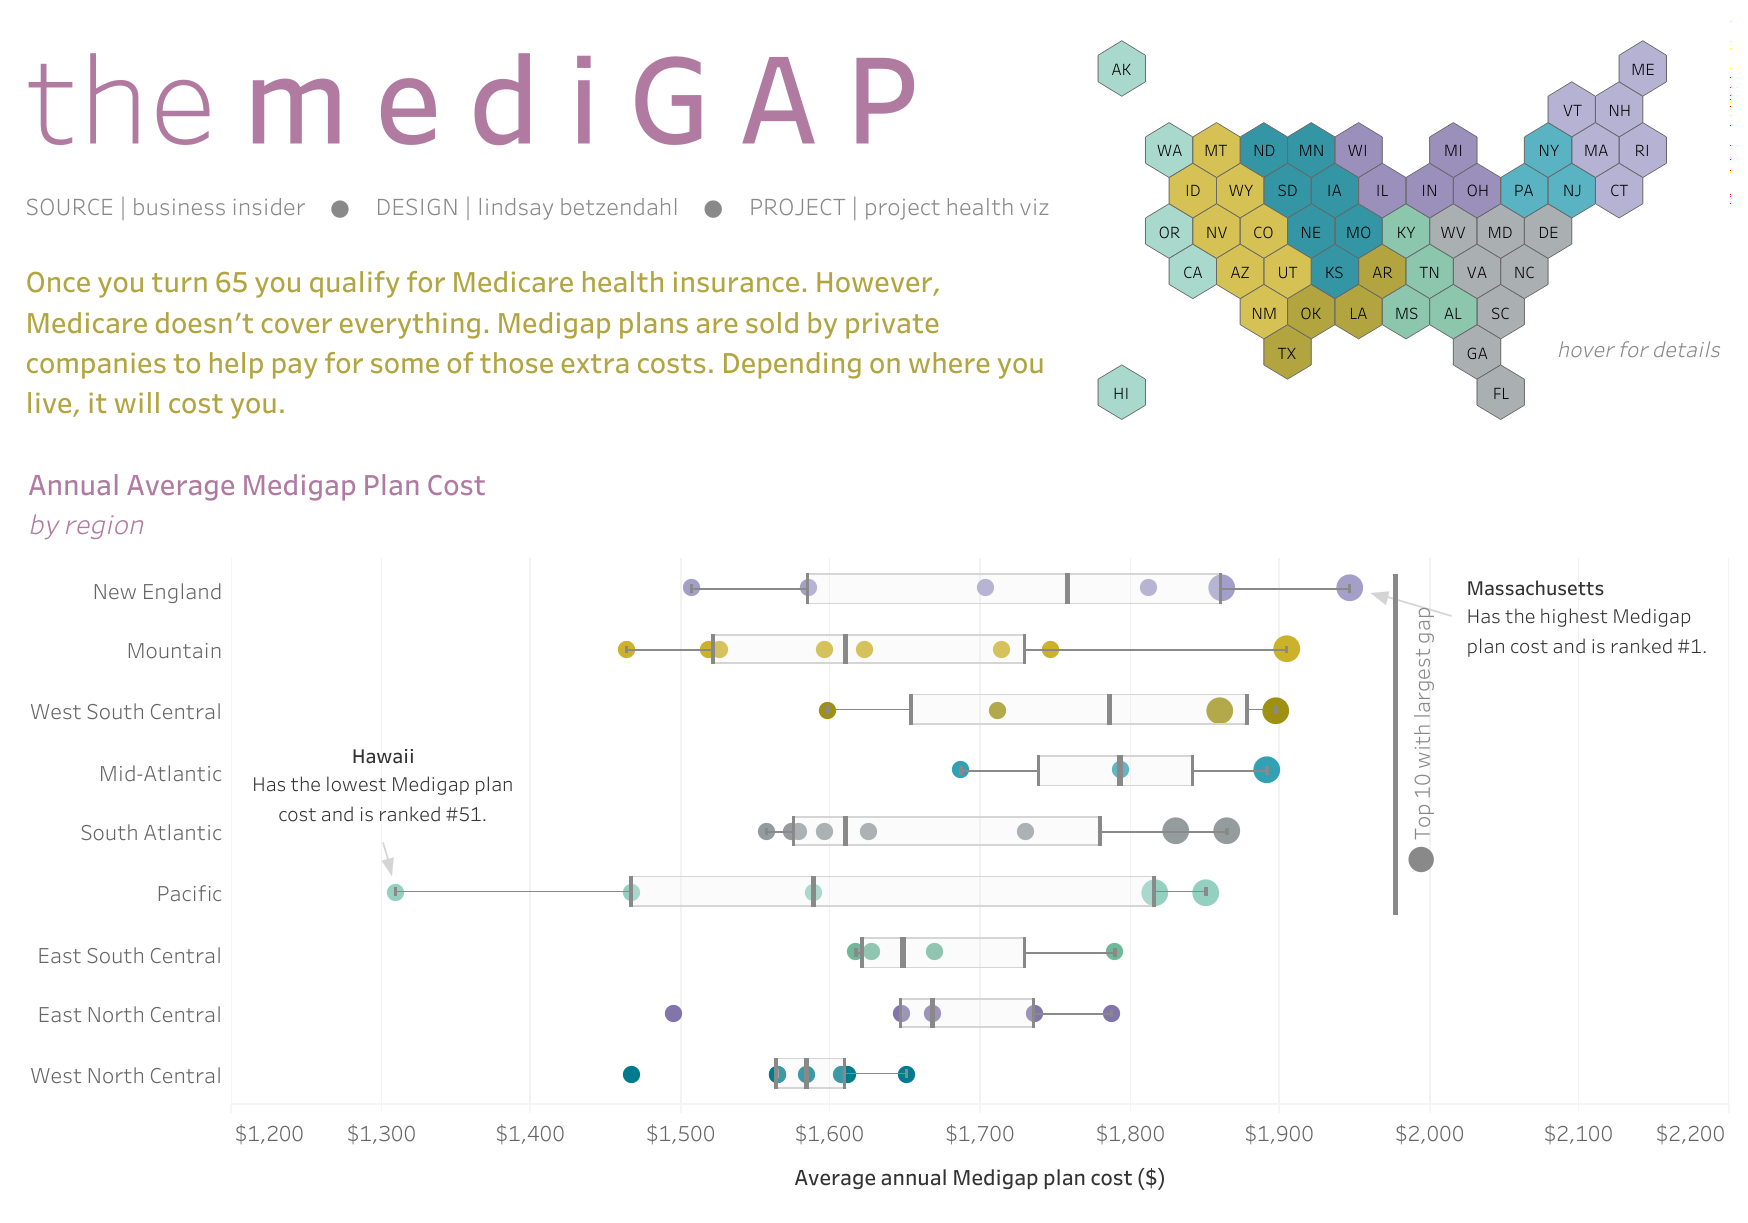 the mediGAP
SOURCE | business insider ● DESIGN | lindsay betzendahl ● PROJECT | project health viz
Once you turn 65 you qualify for Medicare health insurance. However,
Medicare doesn't cover everything. Medigap plans are sold by private
companies to help pay for some of those extra costs. Depending on where you
live, it will cost you.
AK
ME
VT NH
WA MT ND MN WI MI NY MA RI
ID WY SD IA IL IN OH PA NJ CT
OR NV CO NE MO KY WV MD DE
CA AZ UT KS AR TN VA NC
NM OK LA MS AL SC
TX GA
HI FL
hover for details
Annual Average Medigap Plan Cost
by region
New England
Mountain
West South Central
Mid-Atlantic
South Atlantic
Pacific
East South Central
East North Central
West North Central
Massachusetts
Has the highest Medigap
plan cost and is ranked #1.
Top 10 with largest gap
Hawaii
Has the lowest Medigap plan
cost and is ranked #51.
$1,200 $1,300 $1,400 $1,500 $1,600 $1,700 $1,800 $1,900 $2,000 $2,100 $2,200
Average annual Medigap plan cost ($)